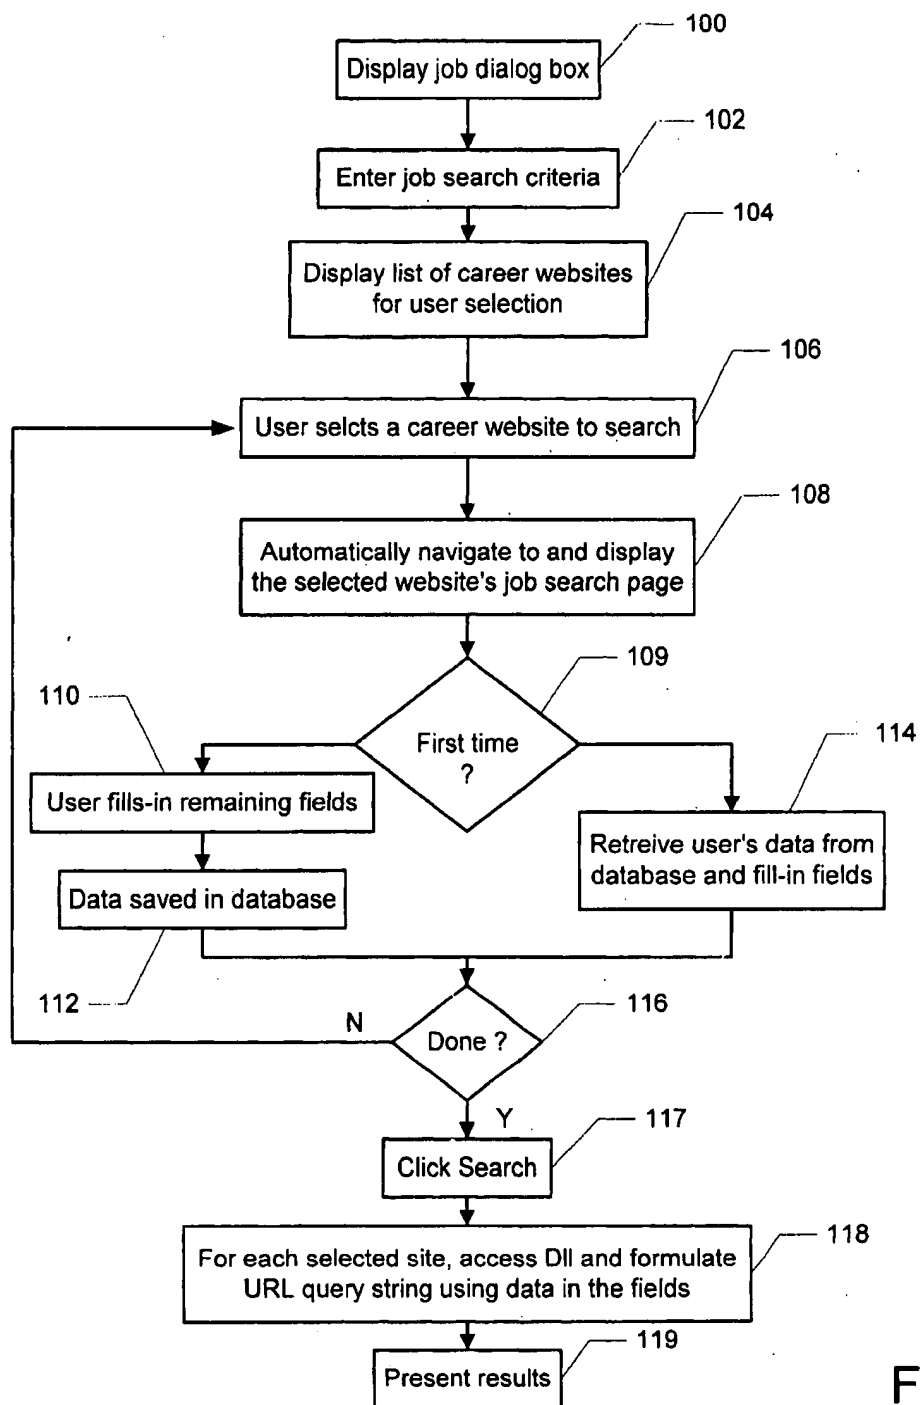 100
Display job dialog box
102
Enter job search criteria
104
Display list of career websites
for user selection
106
User selcts a career website to search
108
Automatically navigate to and display
the selected website's job search page
109
First time
?
110
User fills-in remaining fields
114
Retreive user's data from
database and fill-in fields
Data saved in database
112
116
Done ?
N
Y
117
Click Search
118
For each selected site, access Dll and formulate
URL query string using data in the fields
119
Present results
F